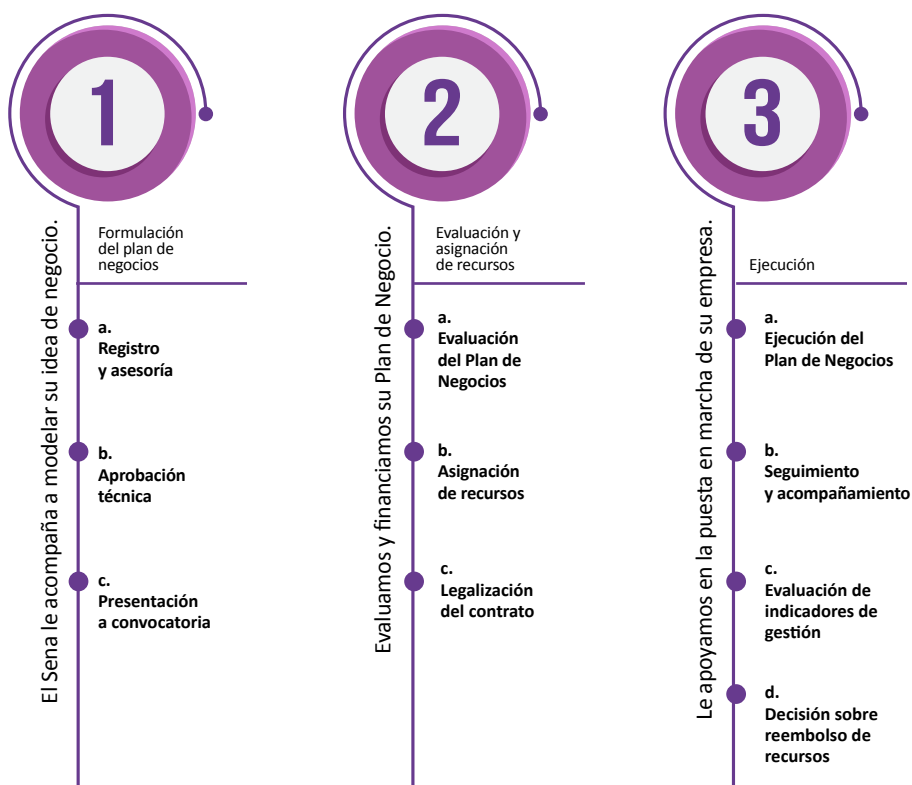 1
El Sena le acompaña a modelar su idea de negocio.
Formulación
del plan de
negocios
a.
Registro
y asesoría
b.
Aprobación
técnica
c.
Presentación
a convocatoria
2
Evaluamos y financiamos su Plan de Negocio.
Evaluación y
asignación
de recursos
a.
Evaluación
del Plan de
Negocios
b.
Asignación
de recursos
c.
Legalización
del contrato
3
Le apoyamos en la puesta en marcha de su empresa.
Ejecución
a.
Ejecución del
Plan de Negocios
b.
Seguimiento
y acompañamiento
c.
Evaluación de
indicadores de
gestión
d.
Decisión sobre
reembolso de
recursos